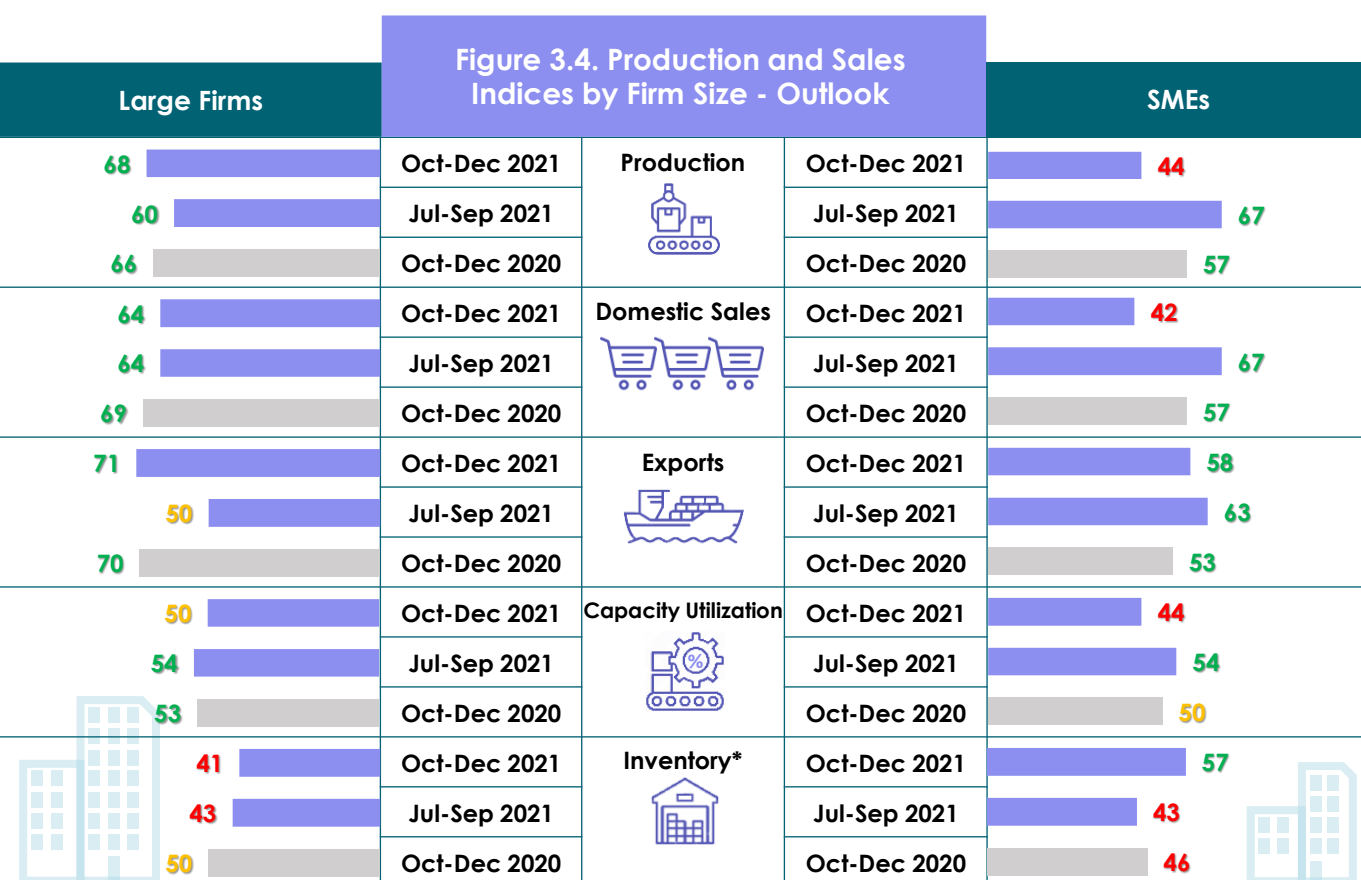 Figure 3.4. Production and Sales
Indices by Firm Size - Outlook
Large Firms
SMEs
68 Oct-Dec 2021 Production Oct-Dec 2021 44
60 Jul-Sep 2021 Jul-Sep 2021 67
66 Oct-Dec 2020 Oct-Dec 2020 57
64 Oct-Dec 2021 Domestic Sales Oct-Dec 2021 42
64 Jul-Sep 2021 Jul-Sep 2021 67
69 Oct-Dec 2020 Oct-Dec 2020 57
71 Oct-Dec 2021 Exports Oct-Dec 2021 58
50 Jul-Sep 2021 Jul-Sep 2021 63
70 Oct-Dec 2020 Oct-Dec 2020 53
50 Oct-Dec 2021 Capacity Utilization Oct-Dec 2021 44
54 Jul-Sep 2021 % Jul-Sep 2021 54
53 Oct-Dec 2020 Oct-Dec 2020 50
41 Oct-Dec 2021 Inventory* Oct-Dec 2021 57
43 Jul-Sep 2021 Jul-Sep 2021 43
50 Oct-Dec 2020 Oct-Dec 2020 46